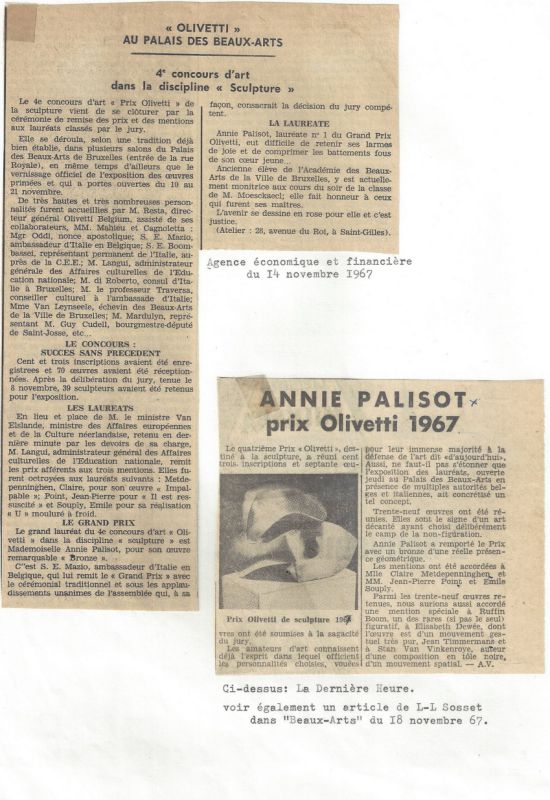 « OLIVETTI »
AU PALAIS DES BEAUX-ARTS
4e concours d'art
dans la discipline « Sculpture »
Le 4e concours d'art « Prix Olivetti » de
la sculpture vient de se clôturer par la
cérémonie de remise des prix et des mentions
aux lauréats classés par le jury.
Elle se déroula, selon une tradition déjà
bien établie, dans plusieurs salons du Palais
des Beaux-Arts de Bruxelles (entrée de la rue
Royale), en même temps d'ailleurs que le
vernissage officiel de l'exposition des œuvres
primées et qui a portes ouvertes du 10 au
21 novembre.
De très hautes et très nombreuses person-
nalités furent accueillies par M. Resta, direc-
teur général Olivetti Belgium, assisté de ses
collaborateurs, MM. Mahieu et Cagnoletta :
Mgr Oddi, nonce apostolique; S. E. Mazio,
ambassadeur d'Italie en Belgique; S. E. Boom-
bassei, représentant permanent de l'Italie, au-
près de la C.E.E.; M. Langui, administrateur
générale des Affaires culturelles de l'Edu-
cation nationale; M. di Roberto, consul d'Ita-
lie à Bruxelles; M. le professeur Traversa,
conseiller culturel à l'ambassade d'Italie;
Mme Van Leynseele, échevin des Beaux-Arts
de la Ville de Bruxelles; M. Mardulyn, repré-
sentant M. Guy Cudell, bourgmestre-député
de Saint-Josse, etc...
LE CONCOURS :
SUCCES SANS PRECEDENT
Cent et trois inscriptions avaient été enre-
gistrees et 70 œuvres avaient été réception-
nées. Après la délibération du jury, tenue le
8 novembre, 39 sculpteurs avaient été retenus
pour l'exposition.
LES LAUREATS
En lieu et place de M. le ministre Van
Elslande, ministre des Affaires européennes
et de la Culture néerlandaise, retenu en der-
nière minute par les devoirs de sa charge,
M. Langui, administrateur général des Affaires
culturelles de l'Education nationale, remit
les prix afférents aux trois mentions. Elles fu-
rent octroyées aux lauréats suivants : Metde-
penninghen, Claire, pour son œuvre « Impal-
pable »; Point, Jean-Pierre pour « Il est res-
suscité » et Souply, Emile pour sa réalisation
« U » mouluré à froid.
LE GRAND PRIX
Le grand lauréat du 4e concours d'art « Oli-
vetti » dans la discipline « sculpture » est
Mademoiselle Annie Palisot, pour son œuvre
remarquable « Bronze ».
C"est S. E. Mazio, ambassadeur d'Italie en
Belgique, qui lui remit le « Grand Prix » avec
le cérémonial traditionnel et sous les applau-
dissements unanimes de l'assemblée qui, à sa
façon, consacrait la décision du jury compé-
tent.
LA LAUREATE
Annie Palisot, lauréate n° 1 du Grand Prix
Olivetti, eut difficile de retenir ses larmes
de joie et de comprimer les battements fous
de son cœur jeune...
Ancienne élève de l'Académie des Beaux-
Arts de la Ville de Bruxelles, y est actuelle-
ment monitrice aux cours du soir de la classe
de M. Moesckaecl; elle fait honneur à ceux
qui furent ses maîtres.
L'avenir se dessine en rose pour elle et c'est
justice.
(Atelier : 28, avenue du Roi, à Saint-Gilles).
Agence économique et financière
du 14 novembre 1967
ANNIE PALISOT
prix Olivetti 1967
Le quatrième Prix « Olivetti », des-
tiné à la sculpture, a réuni cent
trois inscriptions et septante œu-
Prix Olivetti de sculpture 1967
vres ont été soumises à la sagacité
du jury.
Les amateurs d'art connaissent
déjà l'esprit dans lequel officient
les personnalités choisies, vouées
pour leur immense majorité à la
défense de l'art dit «d'aujourd'hui»,
Aussi, ne faut-il pas s'étonner que
l'exposition des lauréats, ouverte
jeudi au Palais des Beaux-Arts en
présence de multiples autorités bel-
ges et italiennes, ait concrétisé un
tel concept.
Trente-neuf œuvres ont été ré-
unies. Elles sont le signe d'un art
décanté ayant choisi délibérément
le camp de la non-figuration.
Annie Palisot a remporté le Prix
avec un bronze d'une réelle présen-
ce géométrique.
Les mentions ont été accordées à
Mlle Claire Metdepenninghen et
MM. Jean-Pierre Point et Emile
Souply.
Parmi les trente-neuf œuvres re-
tenues, nous aurions aussi accordé
une mention spéciale à Ruffin
Boom, un des rares (si pas le seul)
figuratif, à Elisabeth Dewée, dont
l'œuvre est d'un mouvement ges-
tuel très pur, Jean Timmermans et
à Stan Van Vinkenroye, auteur
d'une composition en tôle noire,
d'un mouvement spatial. — A.V.
Ci-dessus: La Dernière Heure.
voir également un article de L-L Sosset
dans "Beaux-Arts" du 18 novembre 67.